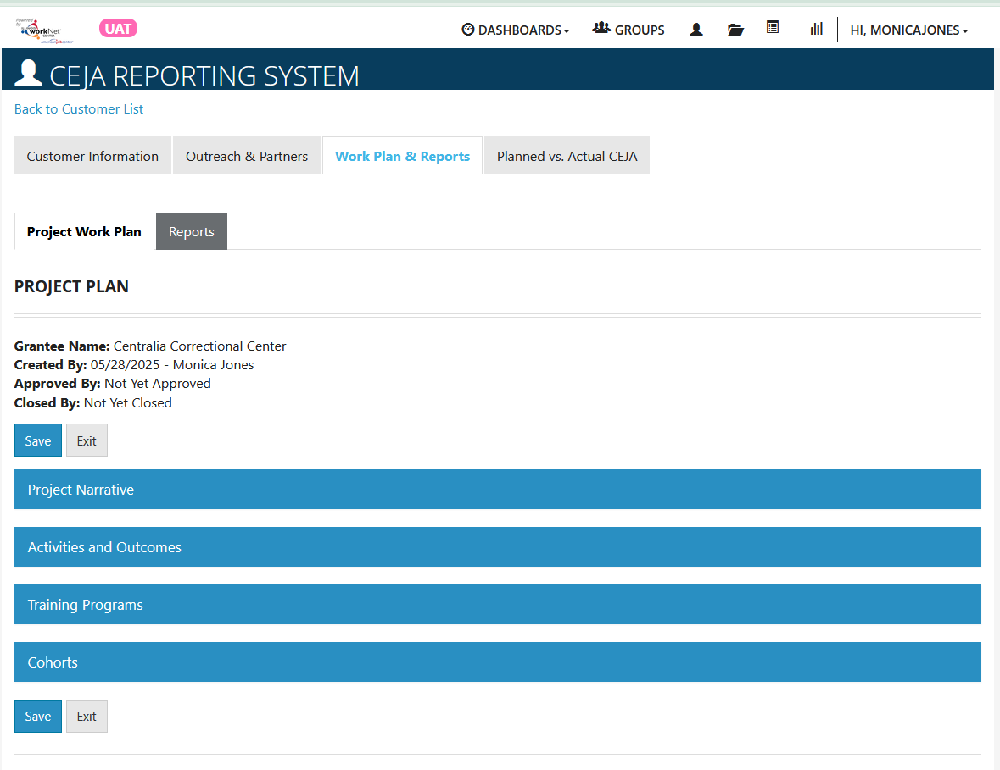 Powered by
ILLINOIS
workNet
CENTER
americanjobcenter
UAT
DASHBOARDS
GROUPS
HI, MONICAJONES
CEJA REPORTING SYSTEM
Back to Customer List
Customer Information
Outreach & Partners
Work Plan & Reports
Planned vs. Actual CEJA
Project Work Plan
Reports
PROJECT PLAN
Grantee Name: Centralia Correctional Center
Created By: 05/28/2025 - Monica Jones
Approved By: Not Yet Approved
Closed By: Not Yet Closed
Save
Exit
Project Narrative
Activities and Outcomes
Training Programs
Cohorts
Save
Exit